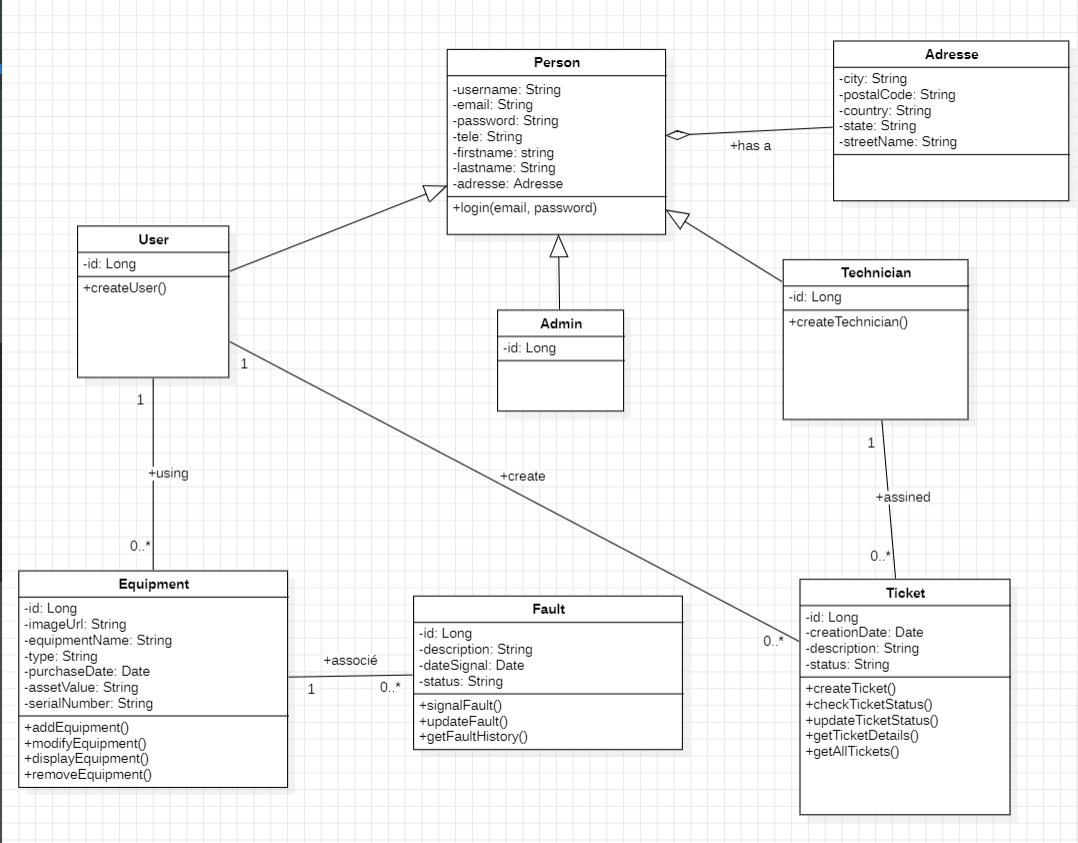 Person
-username: String
-email: String
-password: String
-tele: String
-firstname: string
-lastname: String
-adresse: Adresse
+login(email, password)
+has a
Adresse
-city: String
-postalCode: String
-country: String
-state: String
-streetName: String
User
-id: Long
+createUser()
Admin
-id: Long
Technician
-id: Long
+createTechnician()
1
1
+using
0..*
+create
0..*
1
+assined
0..*
Equipment
-id: Long
-imageUrl: String
-equipmentName: String
-type: String
-purchaseDate: Date
-assetValue: String
-serialNumber: String
+addEquipment()
+modifyEquipment()
+displayEquipment()
+removeEquipment()
+associé
1
0..*
Fault
-id: Long
-description: String
-dateSignal: Date
-status: String
+signalFault()
+updateFault()
+getFaultHistory()
Ticket
-id: Long
-creationDate: Date
-description: String
-status: String
+createTicket()
+checkTicketStatus()
+updateTicketStatus()
+getTicketDetails()
+getAllTickets()